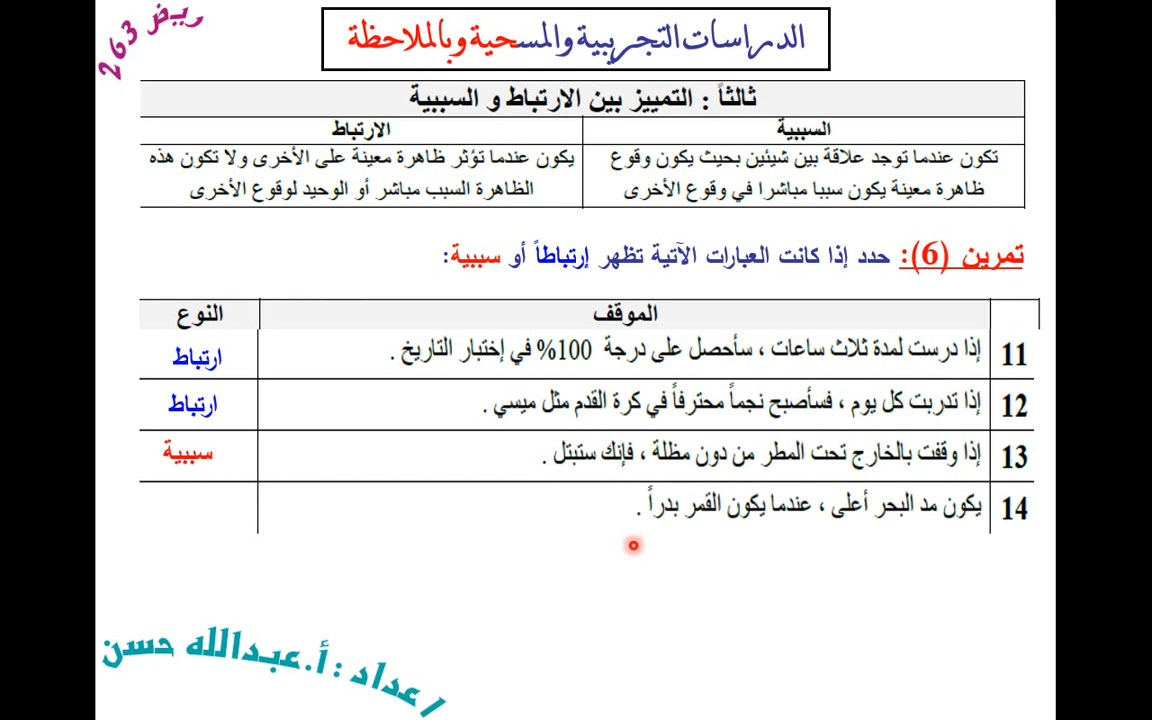 ريض 263
الدراسات التجريبية والمسحية وبالملاحظة
ثالثاً : التمييز بين الارتباط و السببية
السببية
الارتباط
تكون عندما توجد علاقة بين شيئين بحيث يكون وقوع
ظاهرة معينة يكون سببا مباشرا في وقوع الأخرى
يكون عندما تؤثر ظاهرة معينة على الأخرى ولا تكون هذه
الظاهرة السبب مباشر أو الوحيد لوقوع الأخرى
تمرين (6): حدد إذا كانت العبارات الآتية تظهر إرتباطاً أو سببية:
الموقف النوع
11 إذا درست لمدة ثلاث ساعات ، سأحصل على درجة 100% في إختبار التاريخ . ارتباط
12 إذا تدربت كل يوم ، فسأصبح نجماً محترفاً في كرة القدم مثل ميسي . ارتباط
13 إذا وقفت بالخارج تحت المطر من دون مظلة ، فإنك ستبتل . سببية
14 يكون مد البحر أعلى ، عندما يكون القمر بدراً .
اعداد : أ.عبدالله حسن